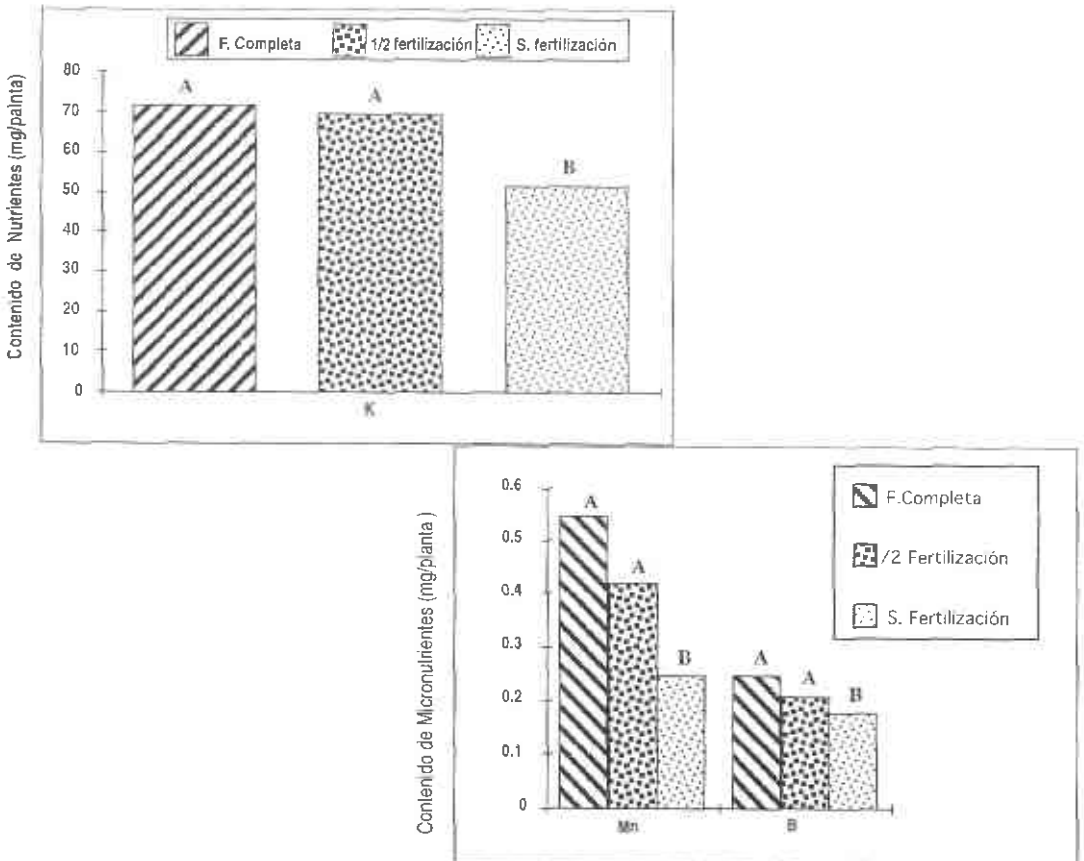 F. Completa 1/2 fertilización S. fertilización
Contenido de Nutrientes (mg/painta)
80
70
60
50
40
30
20
10
0
A
A
B
K
Contenido de Micronutrientes (mg/planta )
0.6
0.5
0.4
0.3
0.2
0.1
0
A
A
B
A
A
B
Mn
B
F.Completa
/2 Fertilización
S. Fertilización